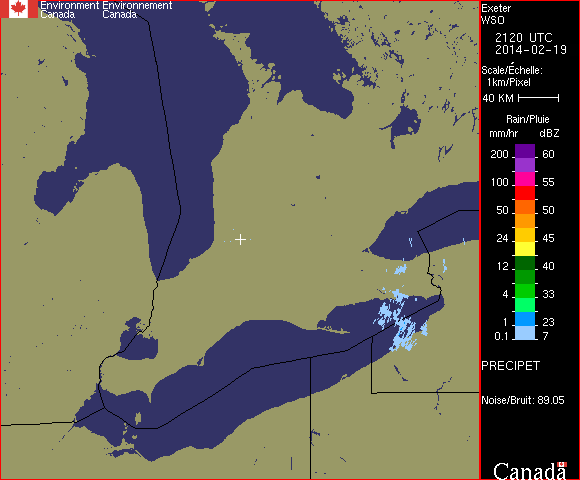 Environment Environnement
Canada Canada
Exeter
WSO
2120 UTC
2014-02-19
Scale/Échelle:
1km/Pixel
40 KM
Rain/Pluie
mm/hr dBZ
200 60
100 55
50 50
24 45
12 40
4 33
1 23
0.1 7
PRECIPET
Noise/Bruit: 89.05
Canada